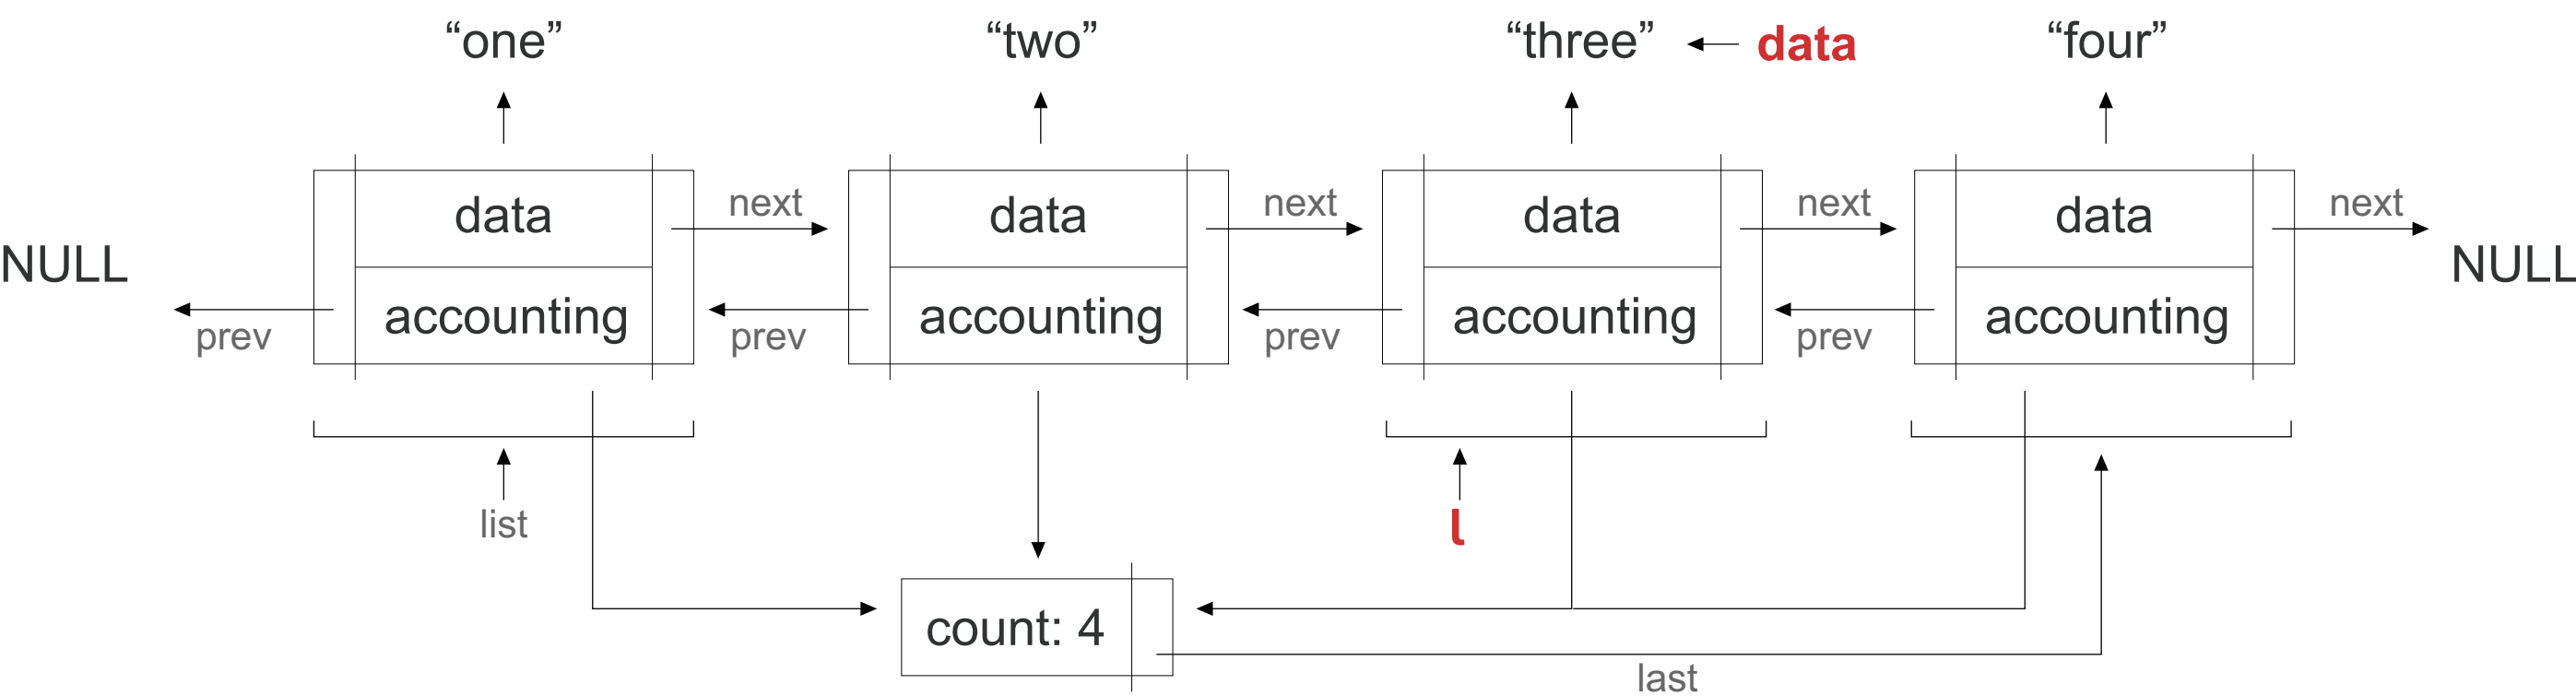 “one”
“two”
“three”
data
“four”
data
next
data
next
data
next
data
next
NULL
NULL
accounting
prev
accounting
prev
accounting
prev
accounting
prev
list
l
count: 4
last